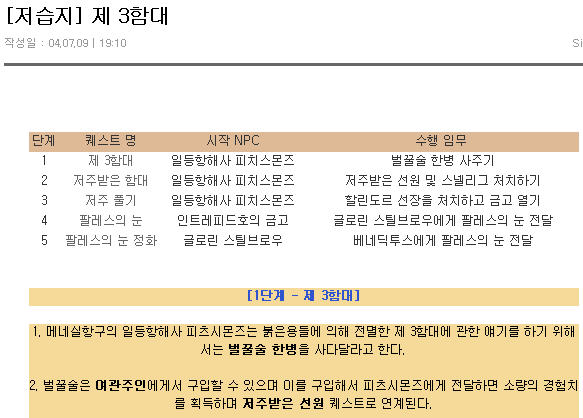 [저습지] 제 3함대
작성일 : 04.07.09 | 19:10
Si
단계 퀘스트 명 시작 NPC 수행 임무
1 제 3함대 일등항해사 피치스몬즈 벌꿀술 한병 사주기
2 저주받은 함대 일등항해사 피치스몬즈 저주받은 선원 및 스넬리그 처치하기
3 저주 풀기 일등항해사 피치스몬즈 할린도르 선장을 처치하고 금고 열기
4 팔레스의 눈 인트레피드호의 금고 글로린 스틸브로우에게 팔레스의 눈 전달
5 팔레스의 눈 정화 글로린 스틸브로우 베네딕투스에게 팔레스의 눈 전달
[1단계 - 제 3함대]
1. 메네실항구의 일등항해사 피츠시몬즈는 붉은용들에 의해 전멸한 제 3함대에 관한 얘기를 하기 위해
서는 벌꿀술 한병을 사다달라고 한다.
2. 벌꿀술은 여관주인에게서 구입할 수 있으며 이를 구입해서 피츠시몬즈에게 전달하면 소량의 경험치
를 획득하며 저주받은 선원 퀘스트로 연계된다.